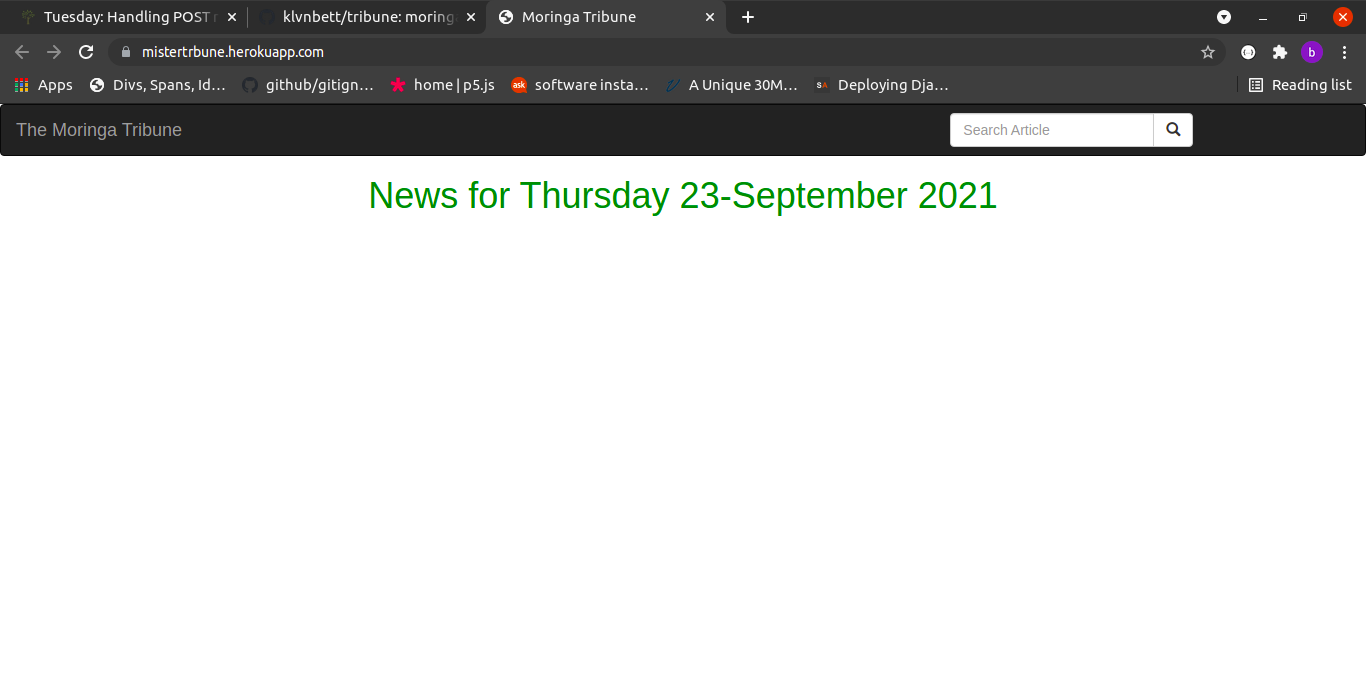 Tuesday: Handling POST
klvnbett/tribune: moring
Moringa Tribune
mistertrbune.herokuapp.com
b
Apps
Divs, Spans, Id...
github/gitign...
home | p5.js
ask
software insta...
A Unique 30M...
SA
Deploying Dja...
Reading list
The Moringa Tribune
Search Article
News for Thursday 23-September 2021